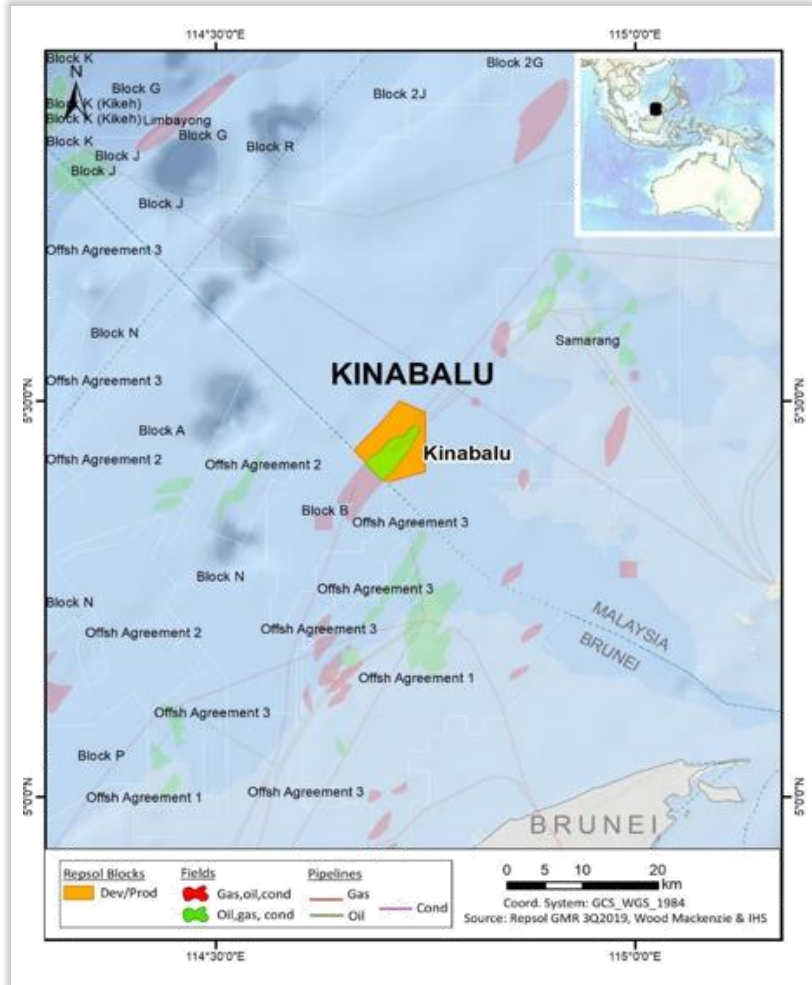 114°30'0"E
115°0'0"E
Block K
N
Block G
Block 2G
Block 2J
Block K (Kikeh)
Block K (Kikeh)
Limbayong
Block G
Block K
Block R
Block J
Block J
Block J
Offsh Agreement 3
Block N
Samarang
KINABALU
Offsh Agreement 3
5°30'0"N
5°30'0"N
Block A
Kinabalu
Offsh Agreement 2
Offsh Agreement 2
Block B
Offsh Agreement 3
Block N
Offsh Agreement 3
Block N
MALAYSIA
BRUNEI
Offsh Agreement 2
Offsh Agreement 3
Offsh Agreement 1
Offsh Agreement 3
Block P
Offsh Agreement 1
Offsh Agreement 3
5°0'0"N
5°0'0"N
BRUNEI
Repsol Blocks
Dev/Prod
Fields
Gas,oil,cond
Oil,gas, cond
Pipelines
Gas
Oil
Cond
0 5 10 20
km
Coord. System: GCS_WGS_1984
Source: Repsol GMR 3Q2019, Wood Mackenzie & IHS
114°30'0"E
115°0'0"E